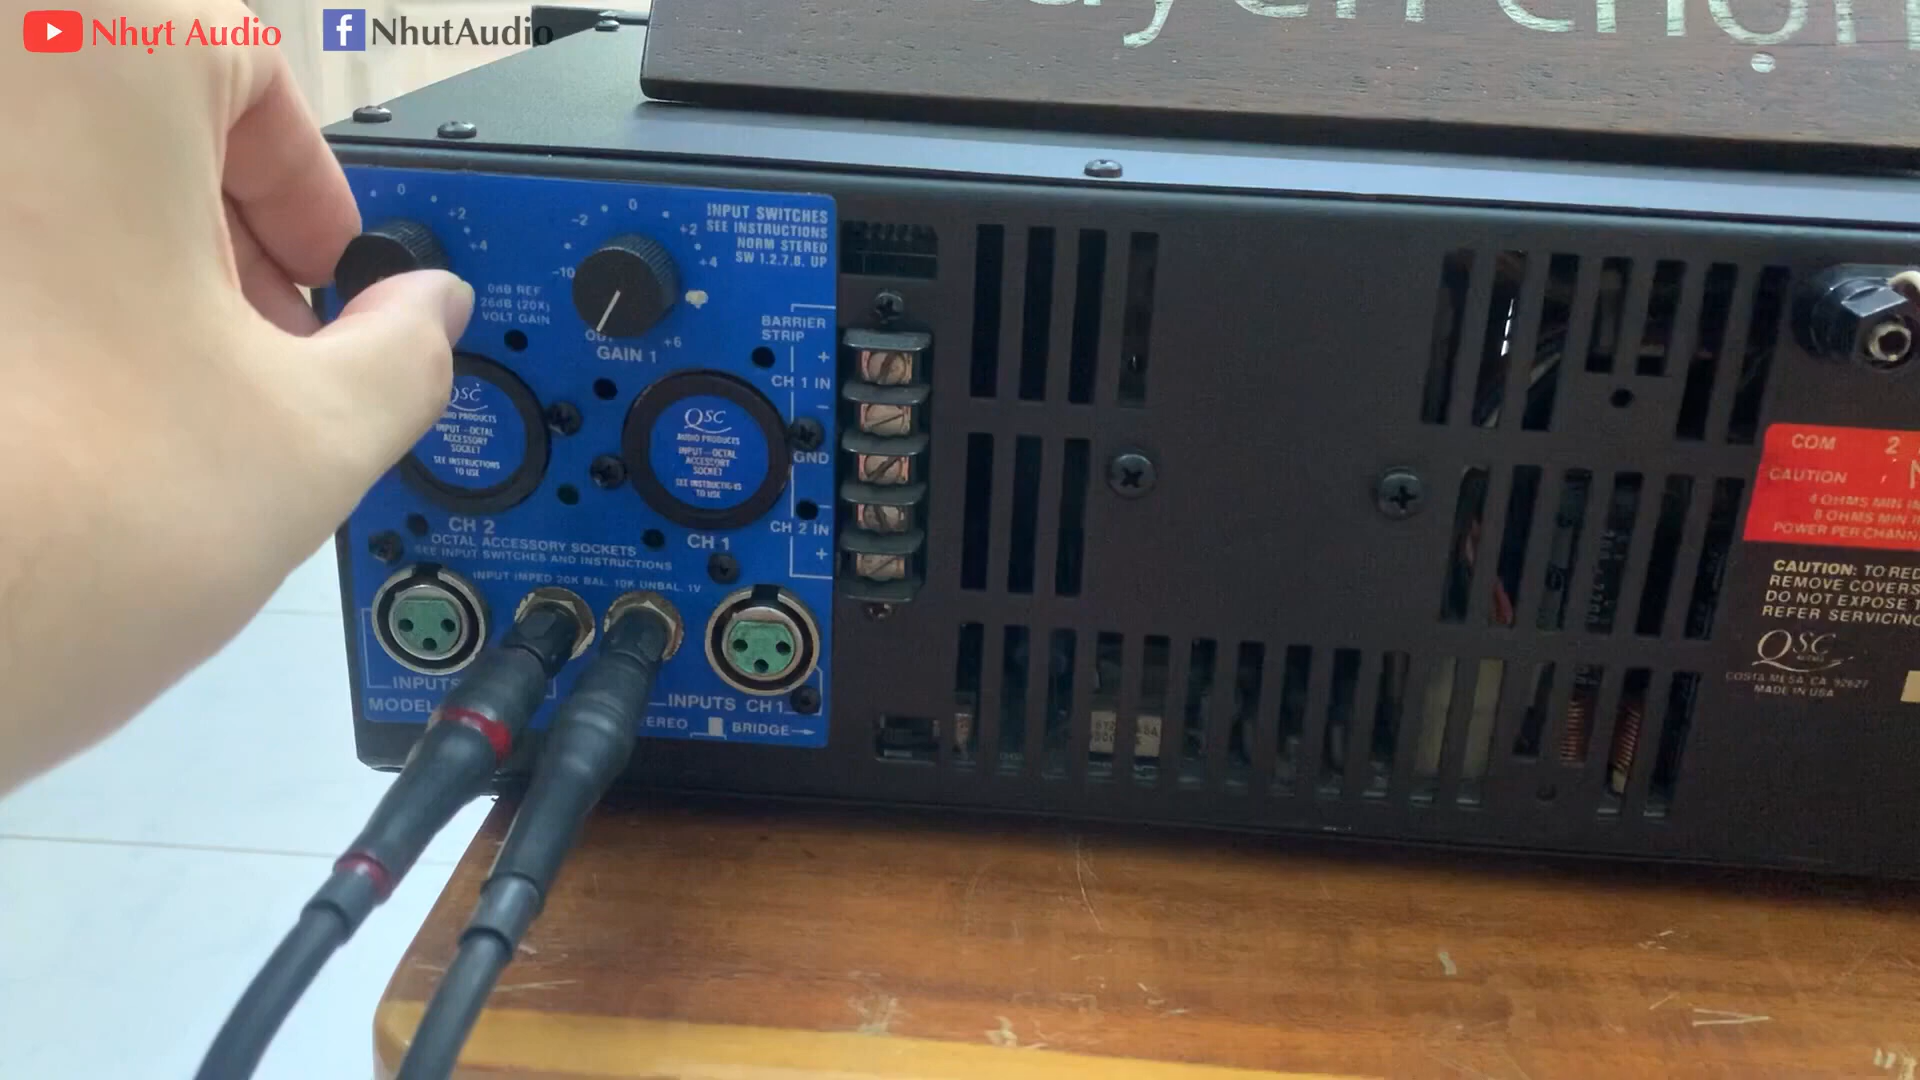 Nhựt Audio
NhutAudio
0
+2
+4
-2
0
+2
+4
-10
+6
GAIN 1
0dB REF
26dB (20X)
VOLT GAIN
INPUT SWITCHES
SEE INSTRUCTIONS
NORM STEREO
SW 1.2.7.8. UP
BARRIER
STRIP
+
CH 1 IN
–
GND
–
CH 2 IN
+
QSC
PRODUCTS
INPUT-OCTAL
ACCESSORY
SOCKET
SEE INSTRUCTIONS
TO USE
QSC
AUDIO PRODUCTS
INPUT-OCTAL
ACCESSORY
SOCKET
SEE INSTRUCTIONS
TO USE
CH 2
CH 1
OCTAL ACCESSORY SOCKETS
SEE INPUT SWITCHES AND INSTRUCTIONS
INPUT IMPED 20K BAL. 10K UNBAL. 1V
INPUTS
INPUTS CH1
MODEL
BRIDGE
COM 2
CAUTION
4 OHMS MIN
8 OHMS MIN
POWER PER
CAUTION: TO
REMOVE COVERS
DO NOT EXPOSE
REFER SERVICING
QSC
AUDIO
COSTA MESA, CA. 92627
MADE IN USA